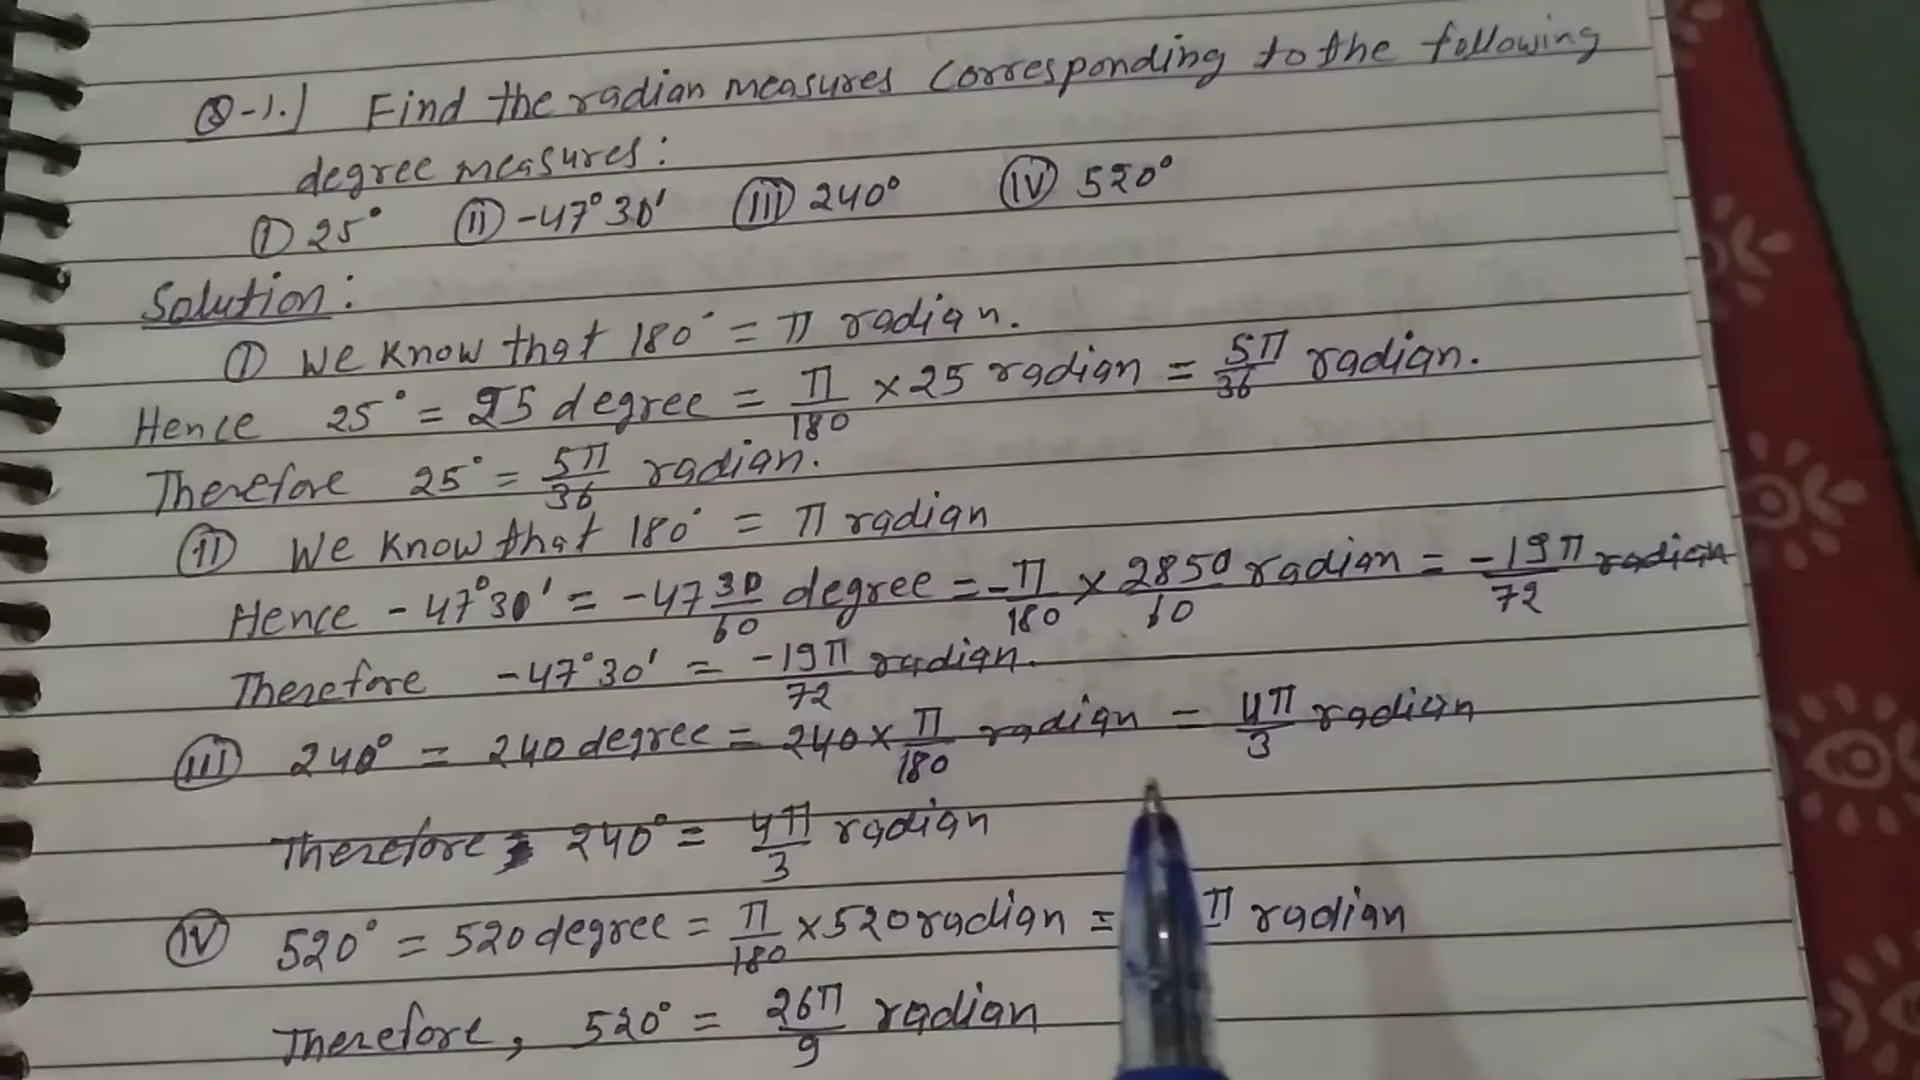 Q-1.) Find the radian measures corresponding to the following
degree measures:
(I) 25° (II) -47°30' (III) 240° (IV) 520°
Solution:
(I) We know that 180° = π radian.
Hence 25° = 25 degree = π/180 × 25 radian = 5π/36 radian.
Therefore 25° = 5π/36 radian.
(II) We know that 180° = π radian
Hence -47°30' = -47 30/60 degree = -π/180 × 2850/60 radian = -19π/72 radian
Therefore -47°30' = -19π/72 radian.
(III) 240° = 240 degree = 240 × π/180 radian = 4π/3 radian
Therefore, 240° = 4π/3 radian
(IV) 520° = 520 degree = π/180 × 520 radian = π radian
Therefore, 520° = 26π/9 radian